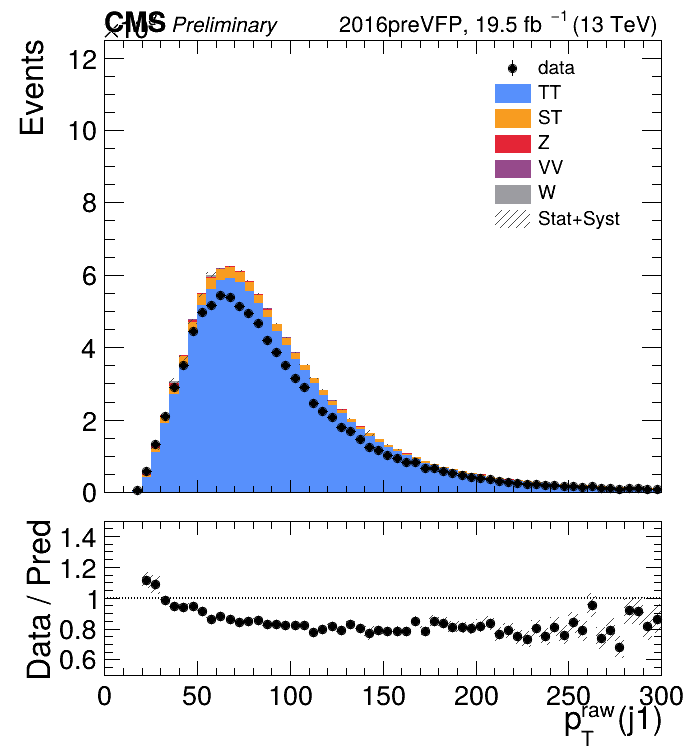 CMS Preliminary 2016preVFP, 19.5 fb⁻¹ (13 TeV)
Events
12
10
8
6
4
2
0
data
TT
ST
Z
VV
W
Stat+Syst
Data / Pred
1.4
1.2
1
0.8
0.6
0 50 100 150 200 250 300
p_T^raw(j1)